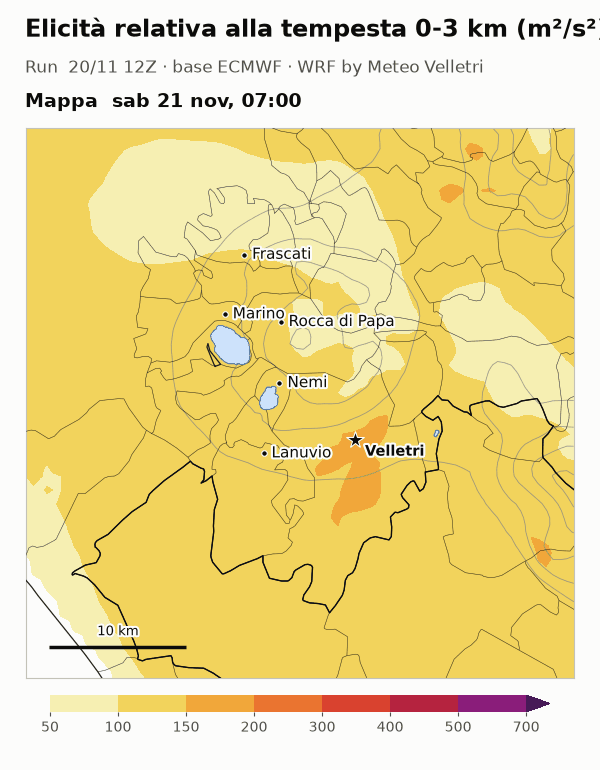 Elicità relativa alla tempesta 0-3 km (m²/s²)
Run  20/11 12Z · base ECMWF · WRF by Meteo Velletri
Mappa  sab 21 nov, 07:00
Frascati
Marino
Rocca di Papa
Nemi
Lanuvio
Velletri
10 km
50 100 150 200 300 400 500 700